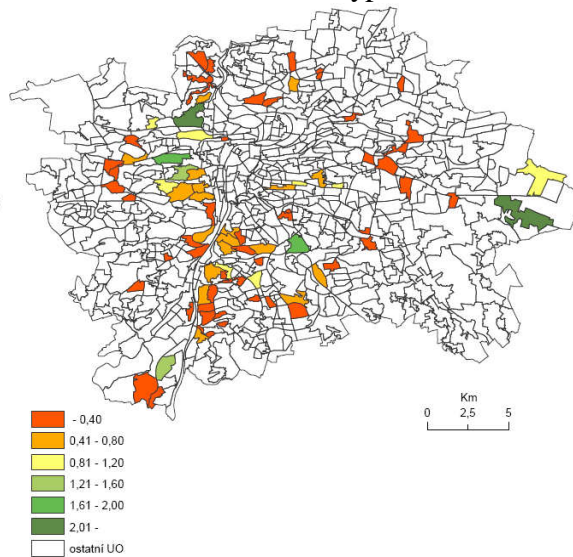 Km
0 2,5 5
- 0,40
0,41 - 0,80
0,81 - 1,20
1,21 - 1,60
1,61 - 2,00
2,01 -
ostatní UO